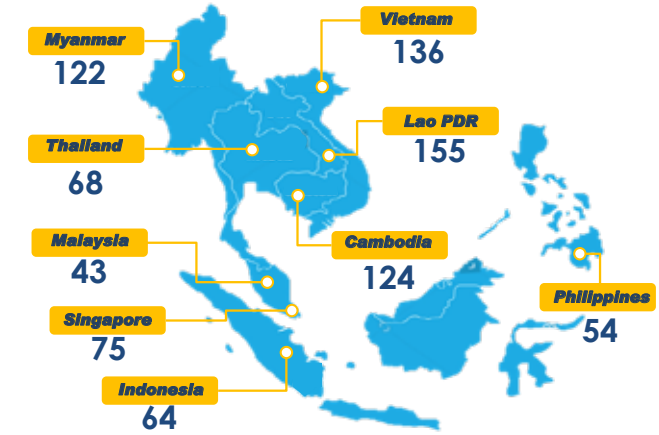 Vietnam
136
Myanmar
122
Lao PDR
155
Thailand
68
Malaysia
43
Cambodia
124
Philippines
54
Singapore
75
Indonesia
64